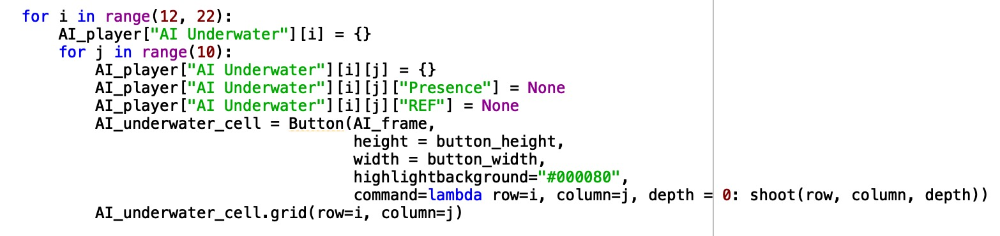 for i in range(12, 22):
    AI_player["AI Underwater"][i] = {}
    for j in range(10):
        AI_player["AI Underwater"][i][j] = {}
        AI_player["AI Underwater"][i][j]["Presence"] = None
        AI_player["AI Underwater"][i][j]["REF"] = None
        AI_underwater_cell = Button(AI_frame,
                                    height = button_height,
                                    width = button_width,
                                    highlightbackground="#000080",
                                    command=lambda row=i, column=j, depth = 0: shoot(row, column, depth))
        AI_underwater_cell.grid(row=i, column=j)